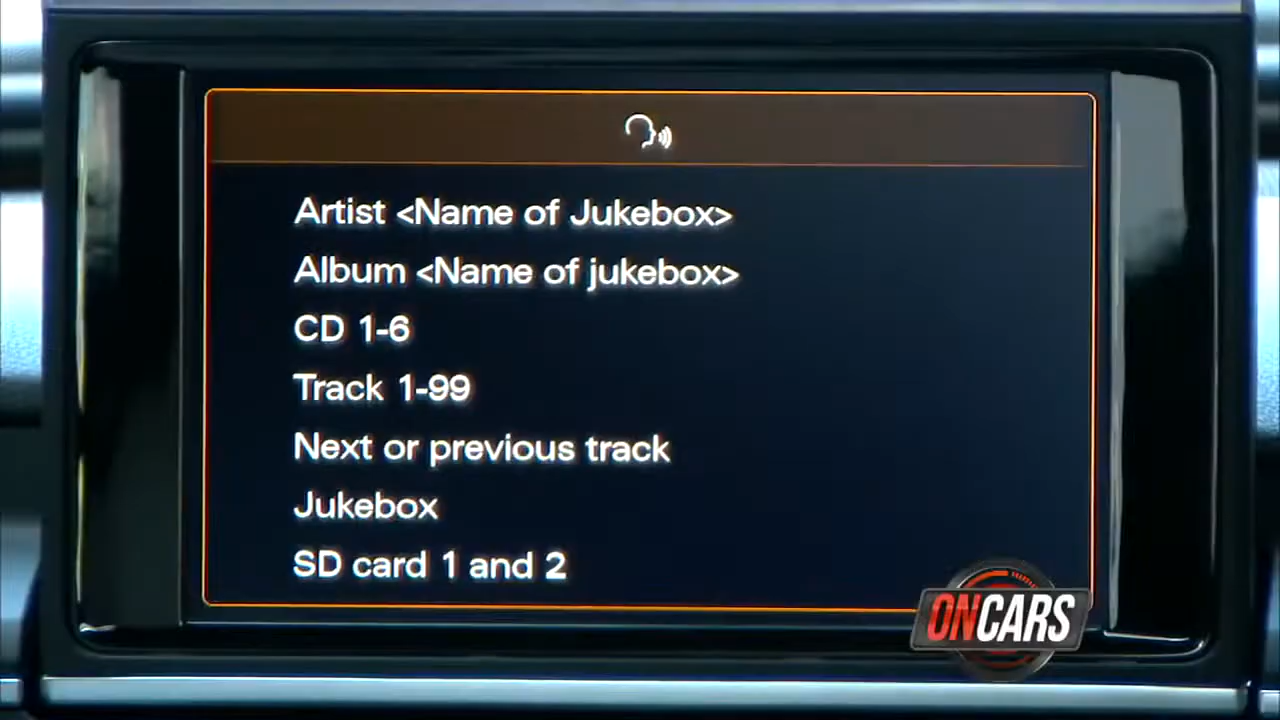 Artist <Name of Jukebox>
Album <Name of jukebox>
CD 1-6
Track 1-99
Next or previous track
Jukebox
SD card 1 and 2
ONCARS